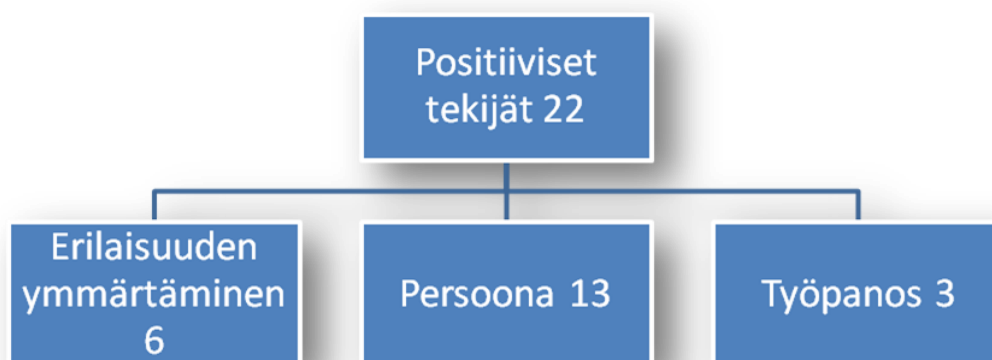 Positiiviset
tekijät 22
Erilaisuuden
ymmärtäminen
6
Persoona 13
Työpanos 3